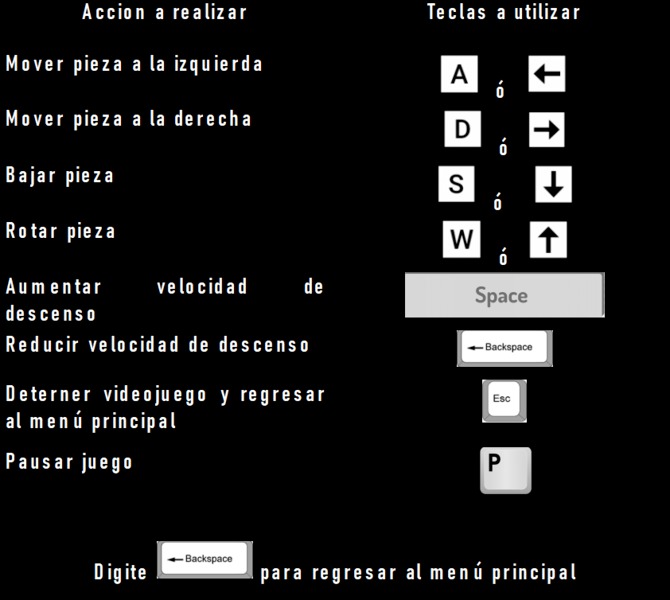 Accion a realizar Teclas a utilizar
Mover pieza a la izquierda A ó ←
Mover pieza a la derecha D ó →
Bajar pieza S ó ↓
Rotar pieza W ó ↑
Aumentar velocidad de
descenso Space
Reducir velocidad de descenso ← Backspace
Deterner videojuego y regresar
al menú principal Esc
Pausar juego P
Digite ← Backspace para regresar al menú principal